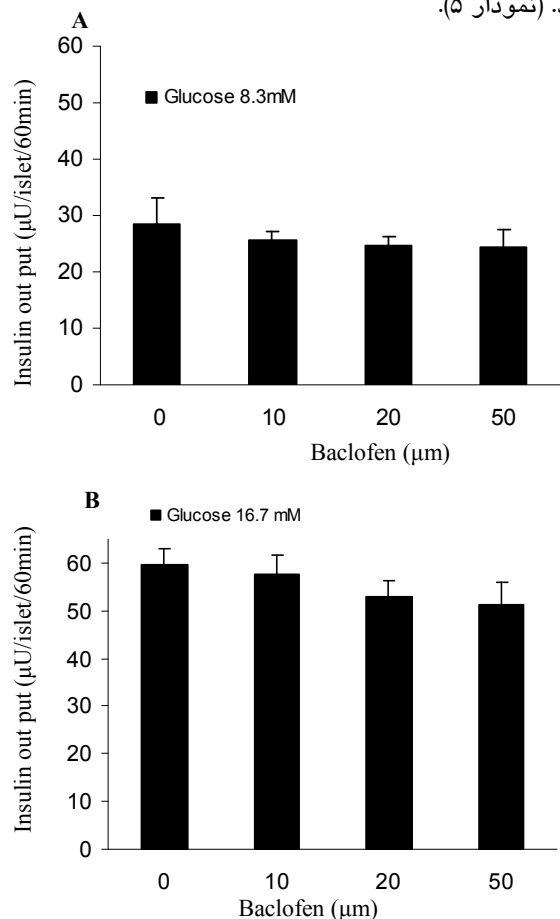 د. (نمودار ۵).
A
60
50
40
30
20
10
0
Insulin out put (µU/islet/60min)
Glucose 8.3mM
0 10 20 50
Baclofen (µm)
B
60
50
40
30
20
10
0
Insulin out put (µU/islet/60min)
Glucose 16.7 mM
0 10 20 50
Baclofen (µm)